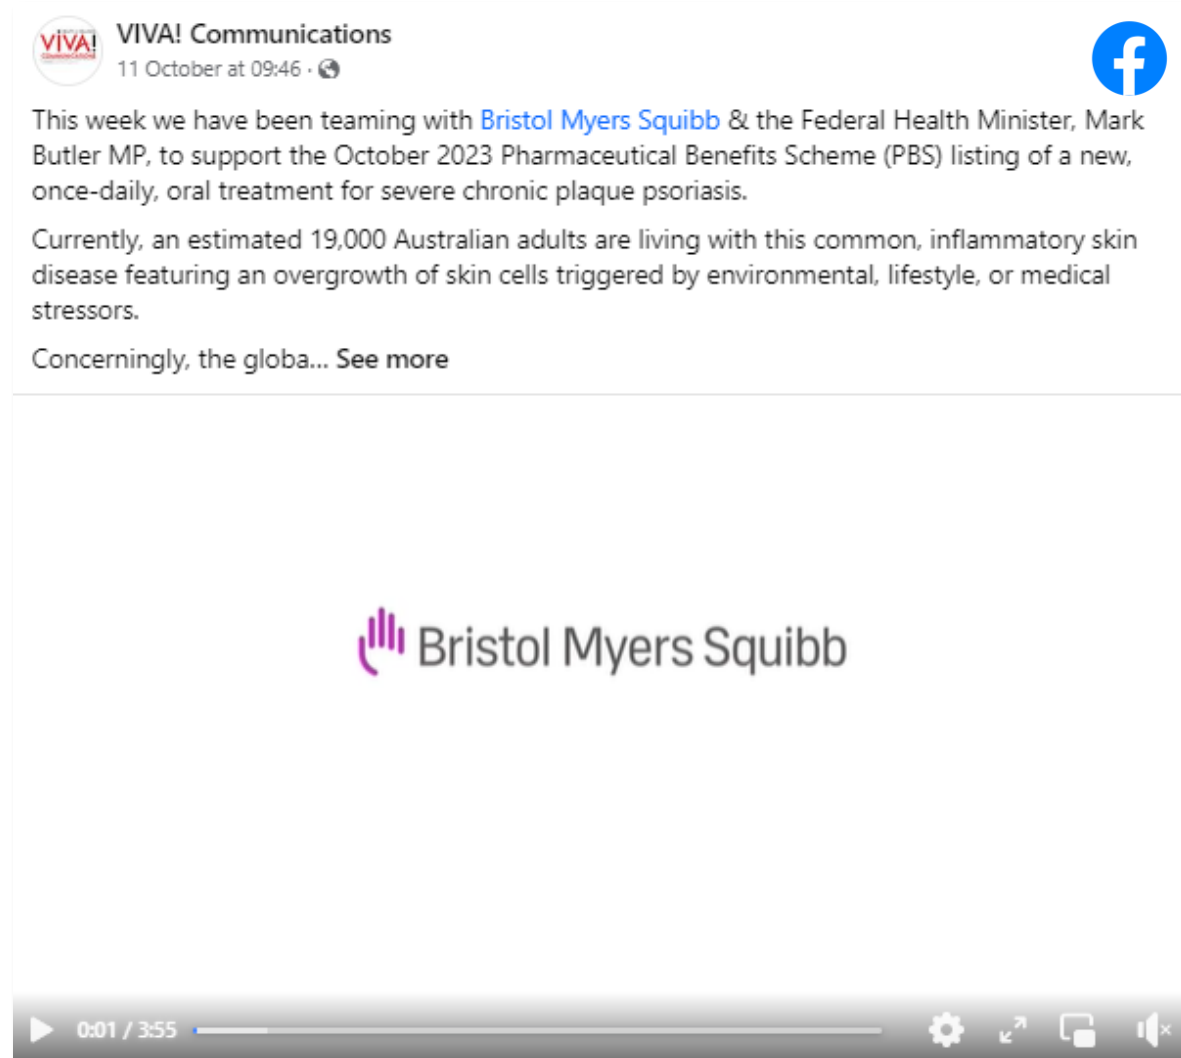 VIVA! Communications
11 October at 09:46 ·
This week we have been teaming with Bristol Myers Squibb & the Federal Health Minister, Mark
Butler MP, to support the October 2023 Pharmaceutical Benefits Scheme (PBS) listing of a new,
once-daily, oral treatment for severe chronic plaque psoriasis.
Currently, an estimated 19,000 Australian adults are living with this common, inflammatory skin
disease featuring an overgrowth of skin cells triggered by environmental, lifestyle, or medical
stressors.
Concerningly, the globa... See more
Bristol Myers Squibb
0:01 / 3:55
ViVA!